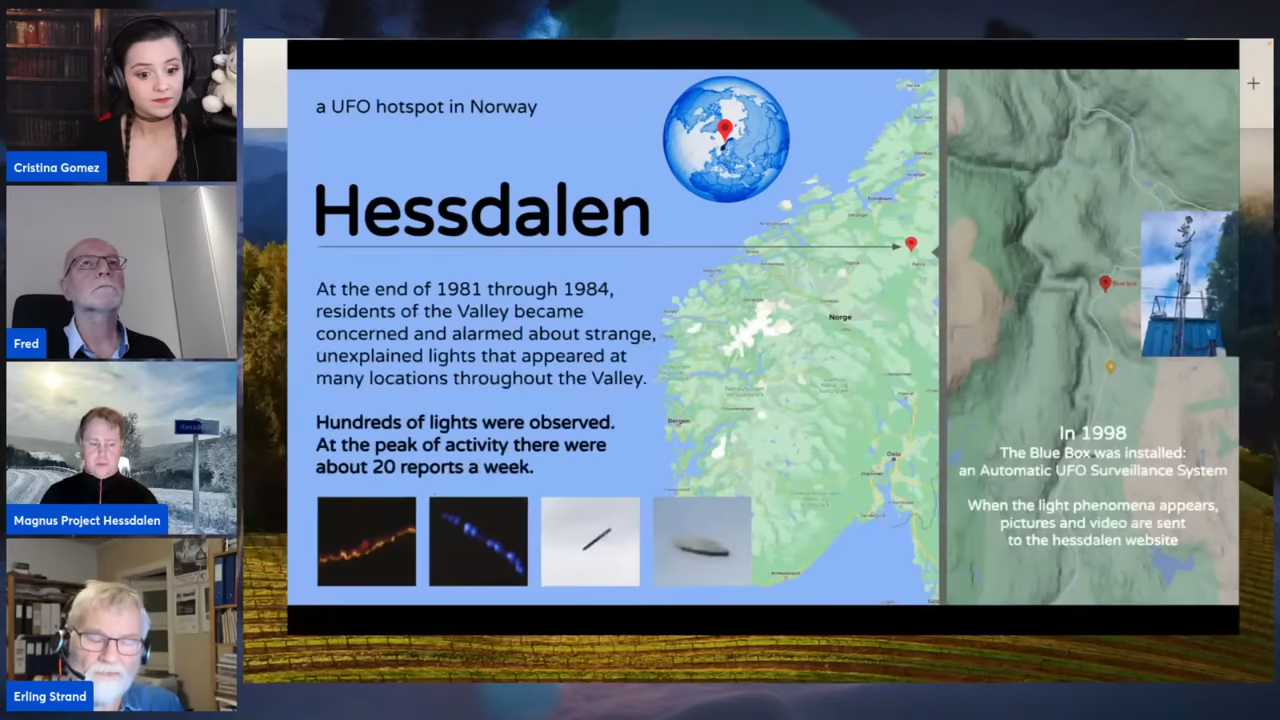 Cristina Gomez
Fred
Magnus Project Hessdalen
Erling Strand
a UFO hotspot in Norway
Hessdalen
At the end of 1981 through 1984,
residents of the Valley became
concerned and alarmed about strange,
unexplained lights that appeared at
many locations throughout the Valley.
Hundreds of lights were observed.
At the peak of activity there were
about 20 reports a week.
Norge
Bergen
Oslo
Blue box
In 1998
The Blue Box was installed:
an Automatic UFO Surveillance System
When the light phenomena appears,
pictures and video are sent
to the hessdalen website